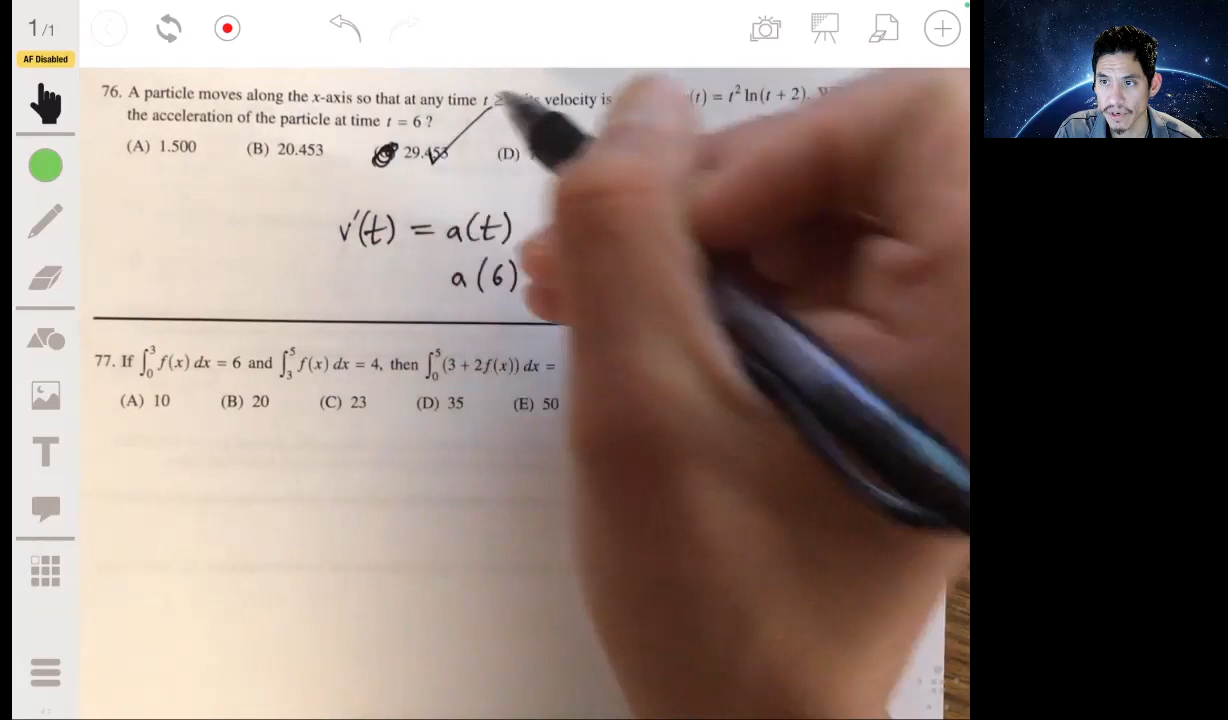 1/1
AF Disabled
76. A particle moves along the x-axis so that at any time t velocity is (t) = t² ln(t + 2).
the acceleration of the particle at time t = 6 ?
(A) 1.500 (B) 20.453 29.453 (D)
v'(t) = a(t)
a(6)
77. If ∫₀³ f(x) dx = 6 and ∫₃⁵ f(x) dx = 4, then ∫₀⁵ (3 + 2f(x)) dx =
(A) 10 (B) 20 (C) 23 (D) 35 (E) 50
T